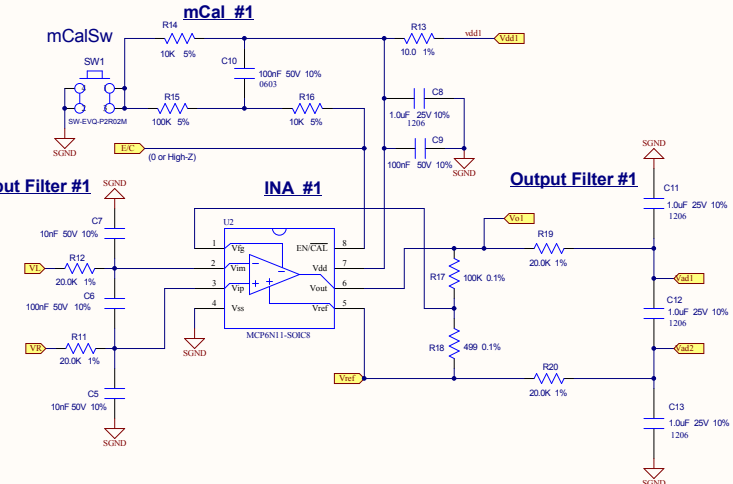 mCal #1
mCalSw
SW1
SW-EVQ-P2R02M
SGND
R14
10K 5%
C10
100nF 50V 10%
0603
R13
10.0 1%
vdd1
Vdd1
R15
100K 5%
R16
10K 5%
C8
1.0uF 25V 10%
1206
C9
100nF 50V 10%
SGND
E/C
(0 or High-Z)
put Filter #1
SGND
INA #1
Output Filter #1
SGND
C7
10nF 50V 10%
VL
R12
20.0K 1%
C6
100nF 50V 10%
VR
R11
20.0K 1%
C5
10nF 50V 10%
SGND
U2
1 Vfg EN/CAL 8
2 Vim Vdd 7
3 Vip Vout 6
4 Vss Vref 5
MCP6N11-SOIC8
SGND
Vo1
R17
100K 0.1%
R18
499 0.1%
Vref
R19
20.0K 1%
R20
20.0K 1%
C11
1.0uF 25V 10%
1206
Vad1
C12
1.0uF 25V 10%
1206
Vad2
C13
1.0uF 25V 10%
1206
SGND